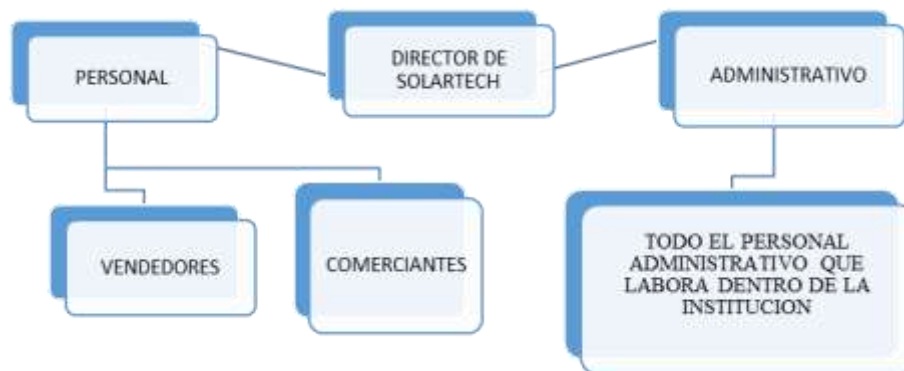 PERSONAL
DIRECTOR DE
SOLARTECH
ADMINISTRATIVO
VENDEDORES
COMERCIANTES
TODO EL PERSONAL
ADMINISTRATIVO QUE
LABORA DENTRO DE LA
INSTITUCION